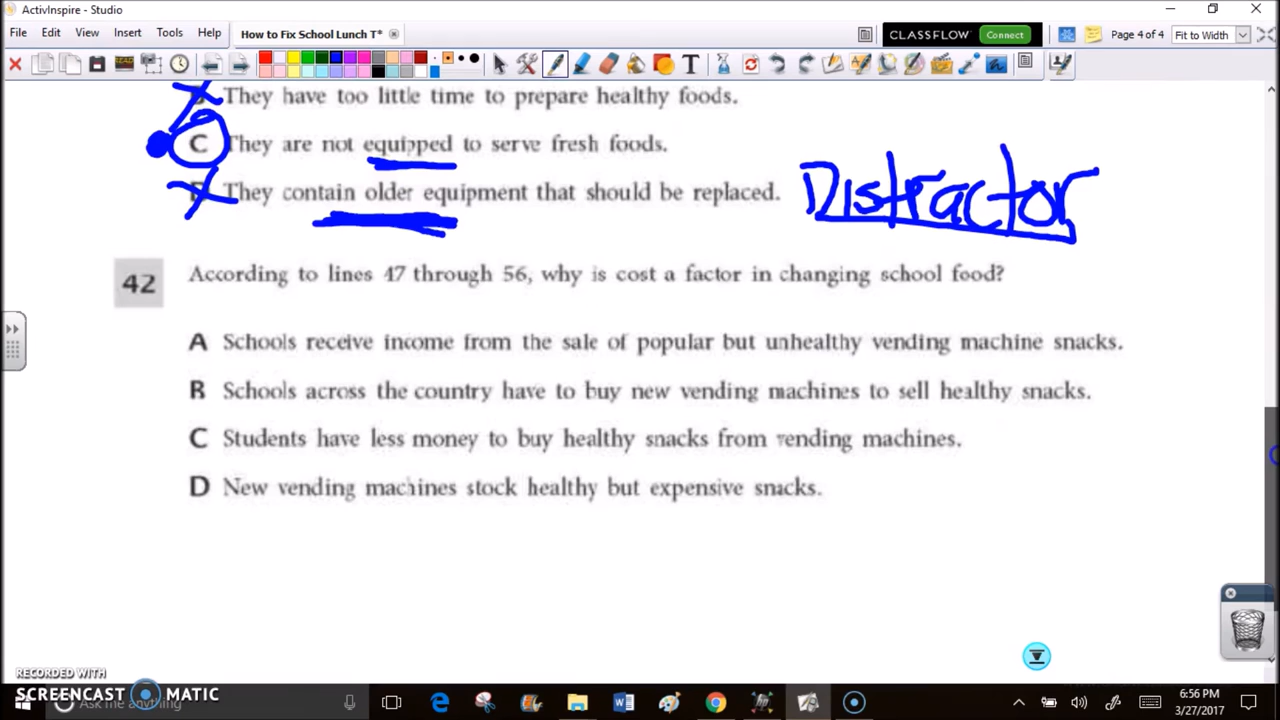 ActivInspire - Studio
File Edit View Insert Tools Help
How to Fix School Lunch T*
CLASSFLOW Connect
Page 4 of 4 Fit to Width
They have too little time to prepare healthy foods.
C They are not equipped to serve fresh foods.
They contain older equipment that should be replaced.
Distractor
42 According to lines 47 through 56, why is cost a factor in changing school food?
A Schools receive income from the sale of popular but unhealthy vending machine snacks.
B Schools across the country have to buy new vending machines to sell healthy snacks.
C Students have less money to buy healthy snacks from vending machines.
D New vending machines stock healthy but expensive snacks.
RECORDED WITH
SCREENCAST MATIC
Ask me anything
6:56 PM
3/27/2017